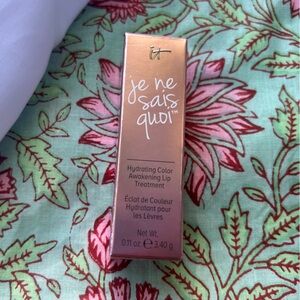 it
je ne
sais
quoi™
Hydrating Color
Awakening Lip
Treatment
Éclat de Couleur
Hydratant pour
les Lèvres
Net Wt.
0.11 oz ℮ 3.40 g